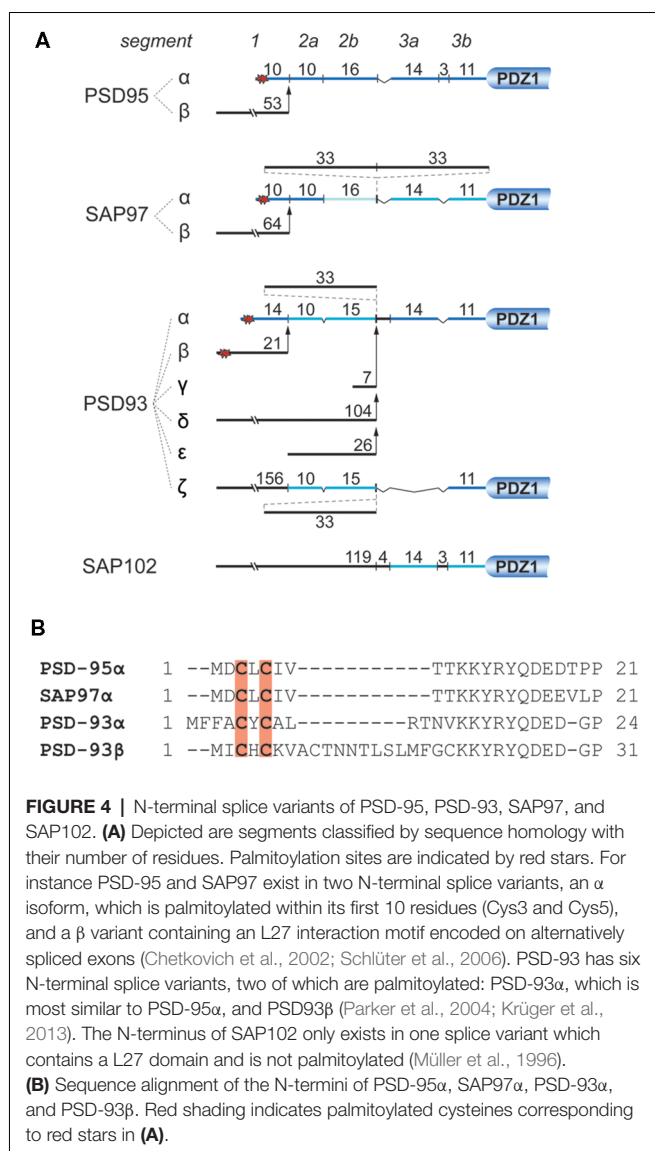 A
segment 1 2a 2b 3a 3b
10 10 16 14 3 11
α PDZ1
PSD95
53
β
33 33
10 10 16 14 11
α PDZ1
SAP97
64
β
33
14 10 15 14 11
α PDZ1
21
β
7
γ
PSD93
104
δ
26
ε
156 10 15 11
ζ PDZ1
33
119 4 14 3 11
SAP102 PDZ1
B
PSD-95α 1 --MDCLCIV-----------TTKKYRYQDEDTPP 21
SAP97α 1 --MDCLCIV-----------TTKKYRYQDEEVLP 21
PSD-93α 1 MFFACYCAL---------RTNVKKYRYQDED-GP 24
PSD-93β 1 --MICHCKVACTNNTLSLMFGCKKYRYQDED-GP 31
FIGURE 4 | N-terminal splice variants of PSD-95, PSD-93, SAP97, and
SAP102. (A) Depicted are segments classified by sequence homology with
their number of residues. Palmitoylation sites are indicated by red stars. For
instance PSD-95 and SAP97 exist in two N-terminal splice variants, an α
isoform, which is palmitoylated within its first 10 residues (Cys3 and Cys5),
and a β variant containing an L27 interaction motif encoded on alternatively
spliced exons (Chetkovich et al., 2002; Schlüter et al., 2006). PSD-93 has six
N-terminal splice variants, two of which are palmitoylated: PSD-93α, which is
most similar to PSD-95α, and PSD93β (Parker et al., 2004; Krüger et al.,
2013). The N-terminus of SAP102 only exists in one splice variant which
contains a L27 domain and is not palmitoylated (Müller et al., 1996).
(B) Sequence alignment of the N-termini of PSD-95α, SAP97α, PSD-93α,
and PSD-93β. Red shading indicates palmitoylated cysteines corresponding
to red stars in (A).